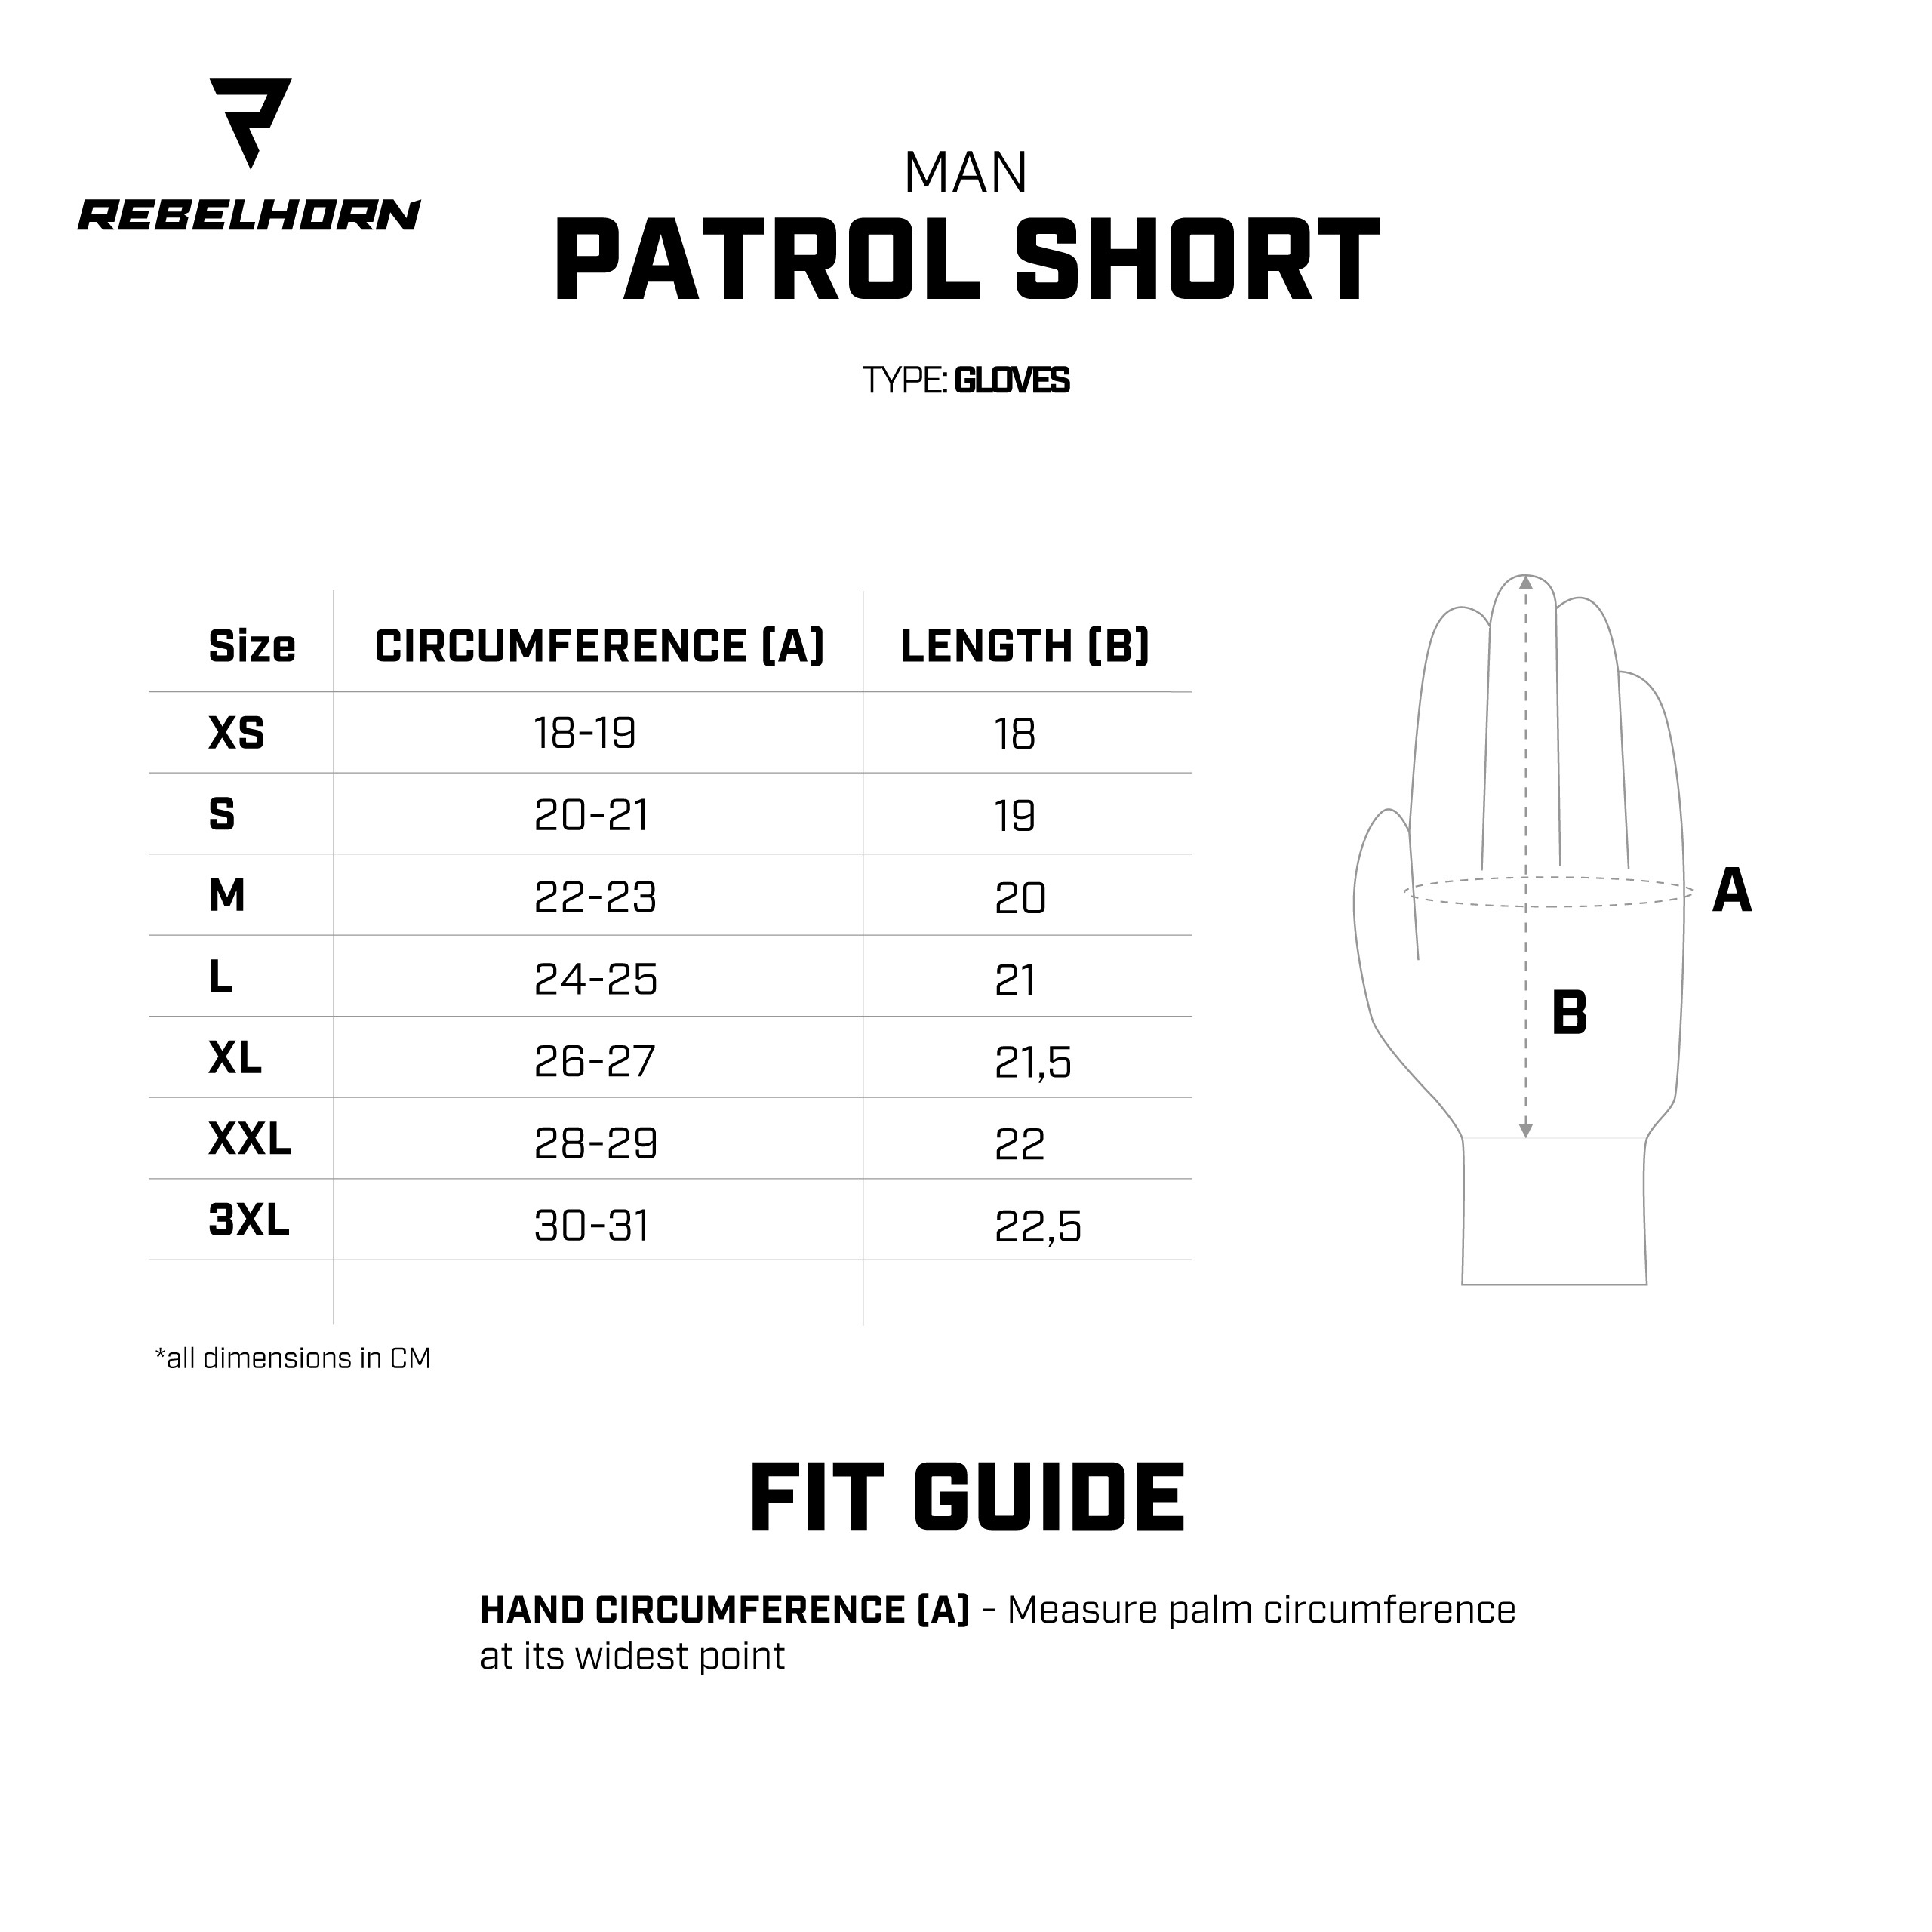 REBELHORN
MAN
PATROL SHORT
TYPE: GLOVES
Size CIRCUMFERENCE (A) LENGTH (B)
XS 18-19 18
S 20-21 19
M 22-23 20
L 24-25 21
XL 26-27 21,5
XXL 28-29 22
3XL 30-31 22,5
A
B
*all dimensions in CM
FIT GUIDE
HAND CIRCUMFERENCE (A) - Measure palm circumference
at its widest point